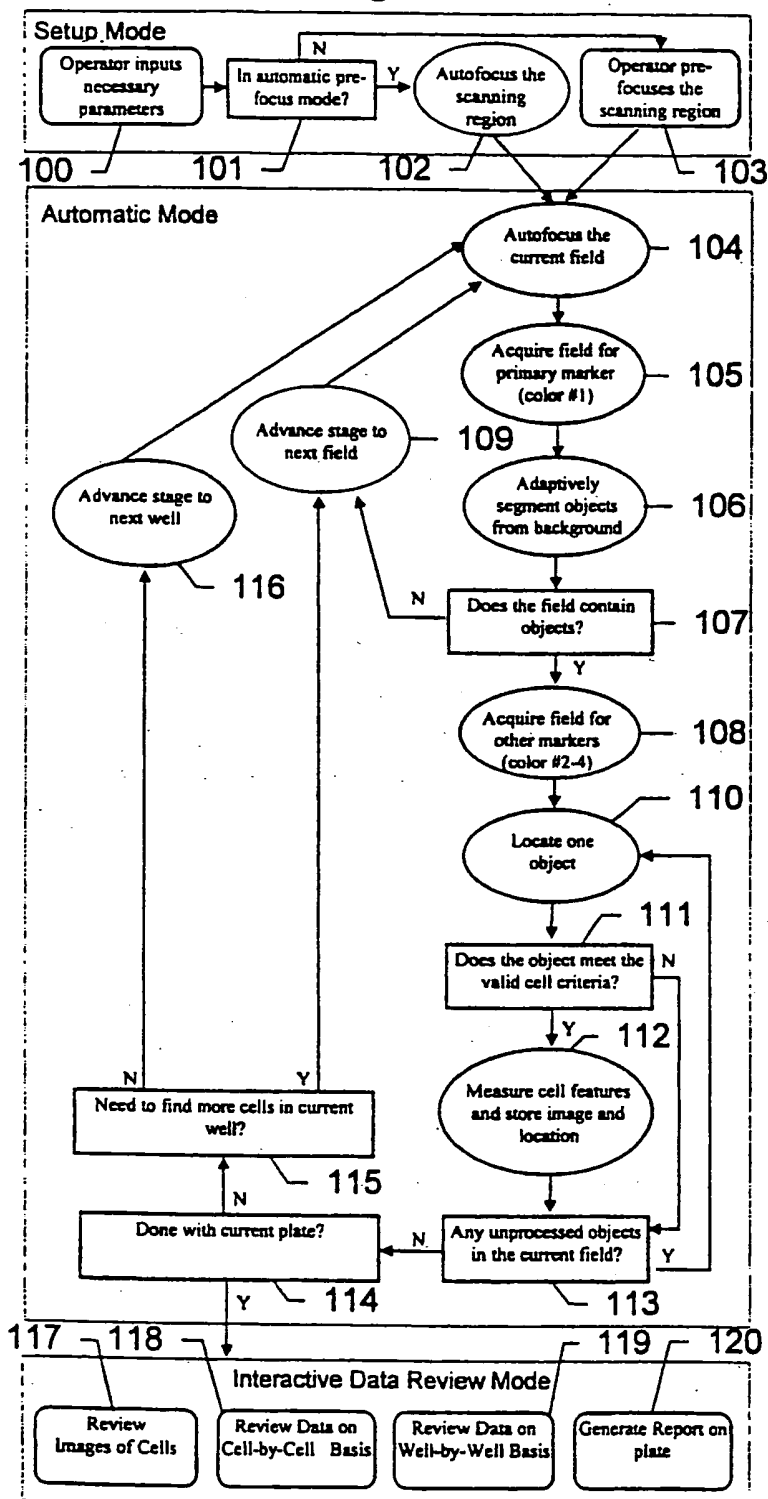 Setup Mode
Operator inputs
necessary
parameters
In automatic pre-
focus mode?
N
Y
Autofocus the
scanning
region
Operator pre-
focuses the
scanning region
100
101
102
103
Automatic Mode
Autofocus the
current field
104
Acquire field for
primary marker
(color #1)
105
Advance stage to
next field
109
Advance stage to
next well
116
Adaptively
segment objects
from background
106
N
Does the field contain
objects?
107
Y
Acquire field for
other markers
(color #2-4)
108
110
Locate one
object
111
Does the object meet the
valid cell criteria?
N
Y
112
Measure cell features
and store image and
location
N
Y
Need to find more cells in current
well?
115
N
Done with current plate?
N
Any unprocessed objects
in the current field?
Y
114
113
Y
117
118
119
120
Interactive Data Review Mode
Review
Images of Cells
Review Data on
Cell-by-Cell Basis
Review Data on
Well-by-Well Basis
Generate Report on
plate